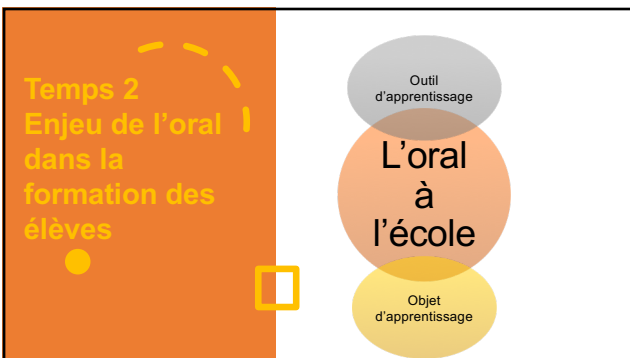 Temps 2
Enjeu de l’oral
dans la
formation des
élèves
Outil
d’apprentissage
L’oral
à
l’école
Objet
d’apprentissage